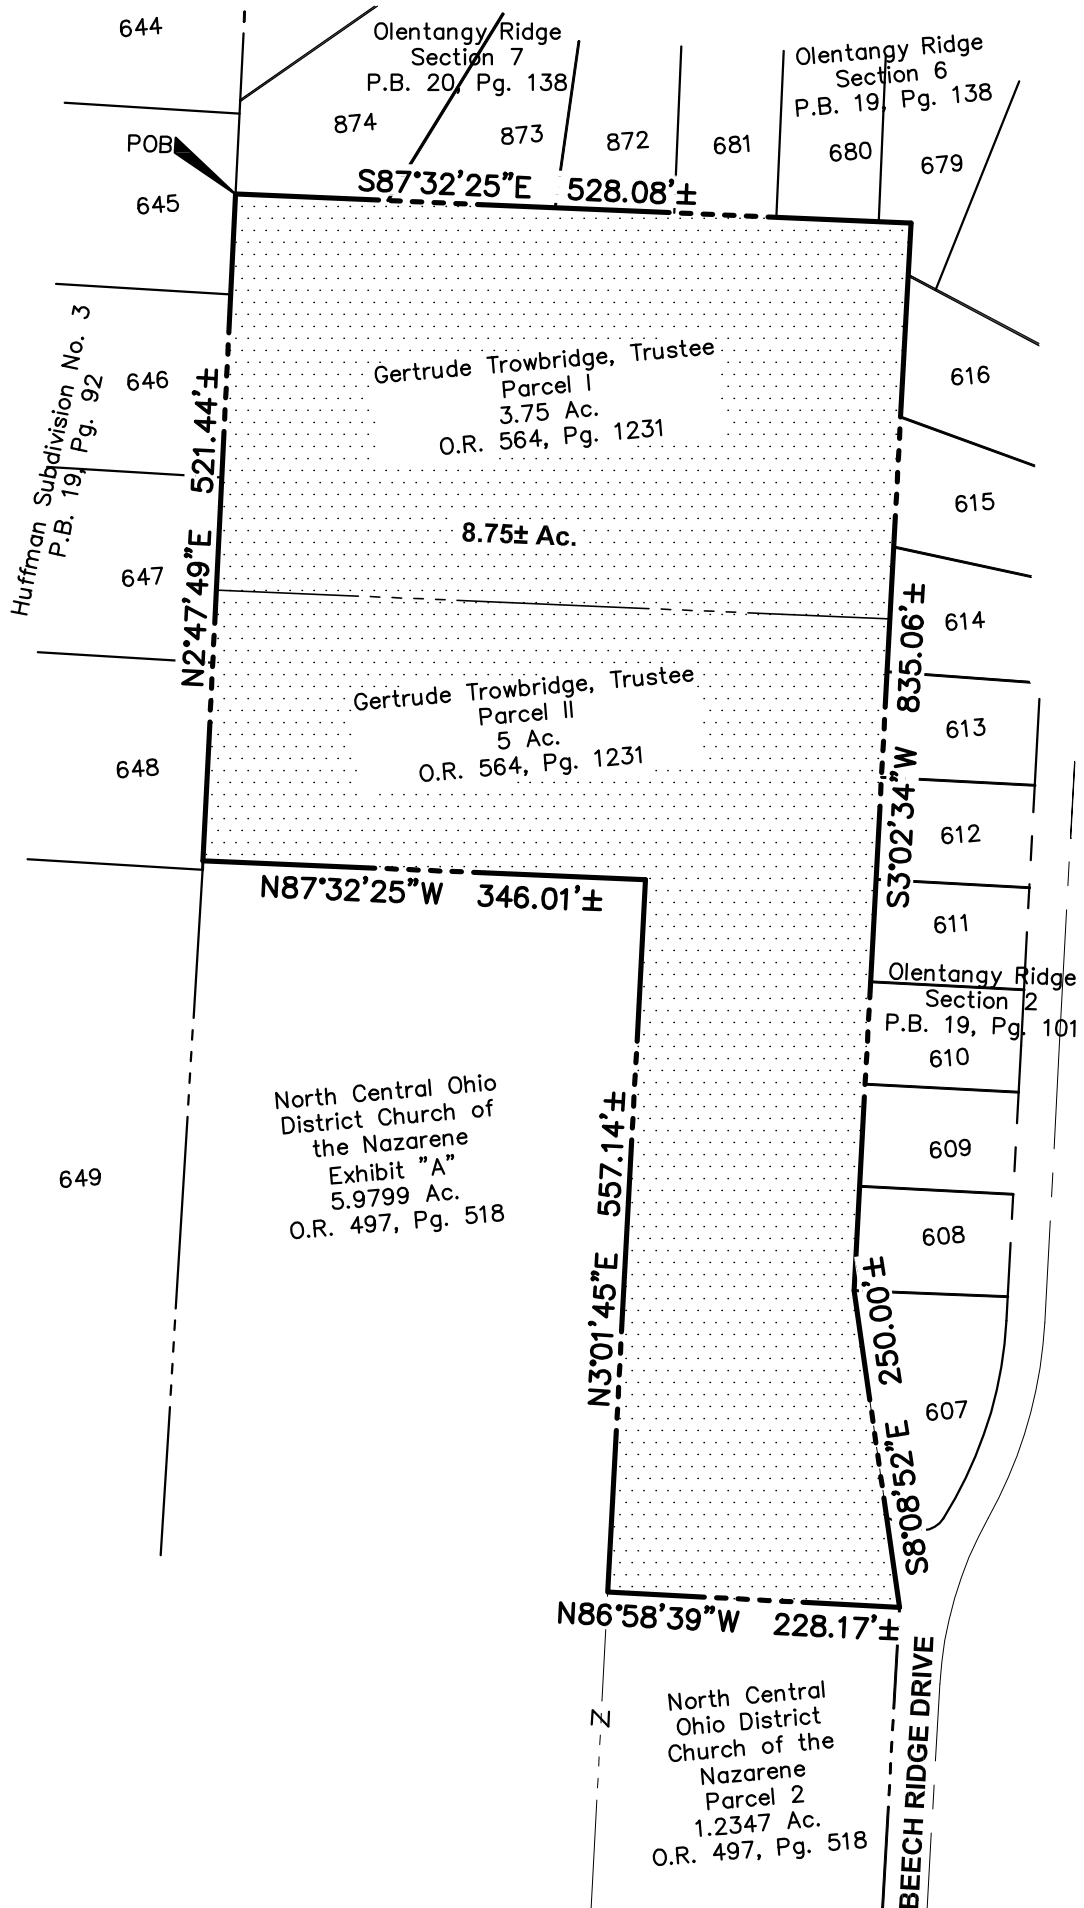 644
Olentangy Ridge
Section 7
P.B. 20, Pg. 138
Olentangy Ridge
Section 6
P.B. 19, Pg. 138
874
873
872
681
680
679
POB
645
S87°32'25"E 528.08'±
Huffman Subdivision No. 3
P.B. 19, Pg. 92
646
647
648
649
N2°47'49"E 521.44'±
Gertrude Trowbridge, Trustee
Parcel I
3.75 Ac.
O.R. 564, Pg. 1231
8.75± Ac.
Gertrude Trowbridge, Trustee
Parcel II
5 Ac.
O.R. 564, Pg. 1231
616
615
614
613
612
611
S3°02'34"W 835.06'±
Olentangy Ridge
Section 2
P.B. 19, Pg. 101
610
609
608
607
N87°32'25"W 346.01'±
North Central Ohio
District Church of
the Nazarene
Exhibit "A"
5.9799 Ac.
O.R. 497, Pg. 518
N3°01'45"E 557.14'±
S8°08'52"E 250.00'±
N86°58'39"W 228.17'±
Z
North Central
Ohio District
Church of the
Nazarene
Parcel 2
1.2347 Ac.
O.R. 497, Pg. 518
BEECH RIDGE DRIVE